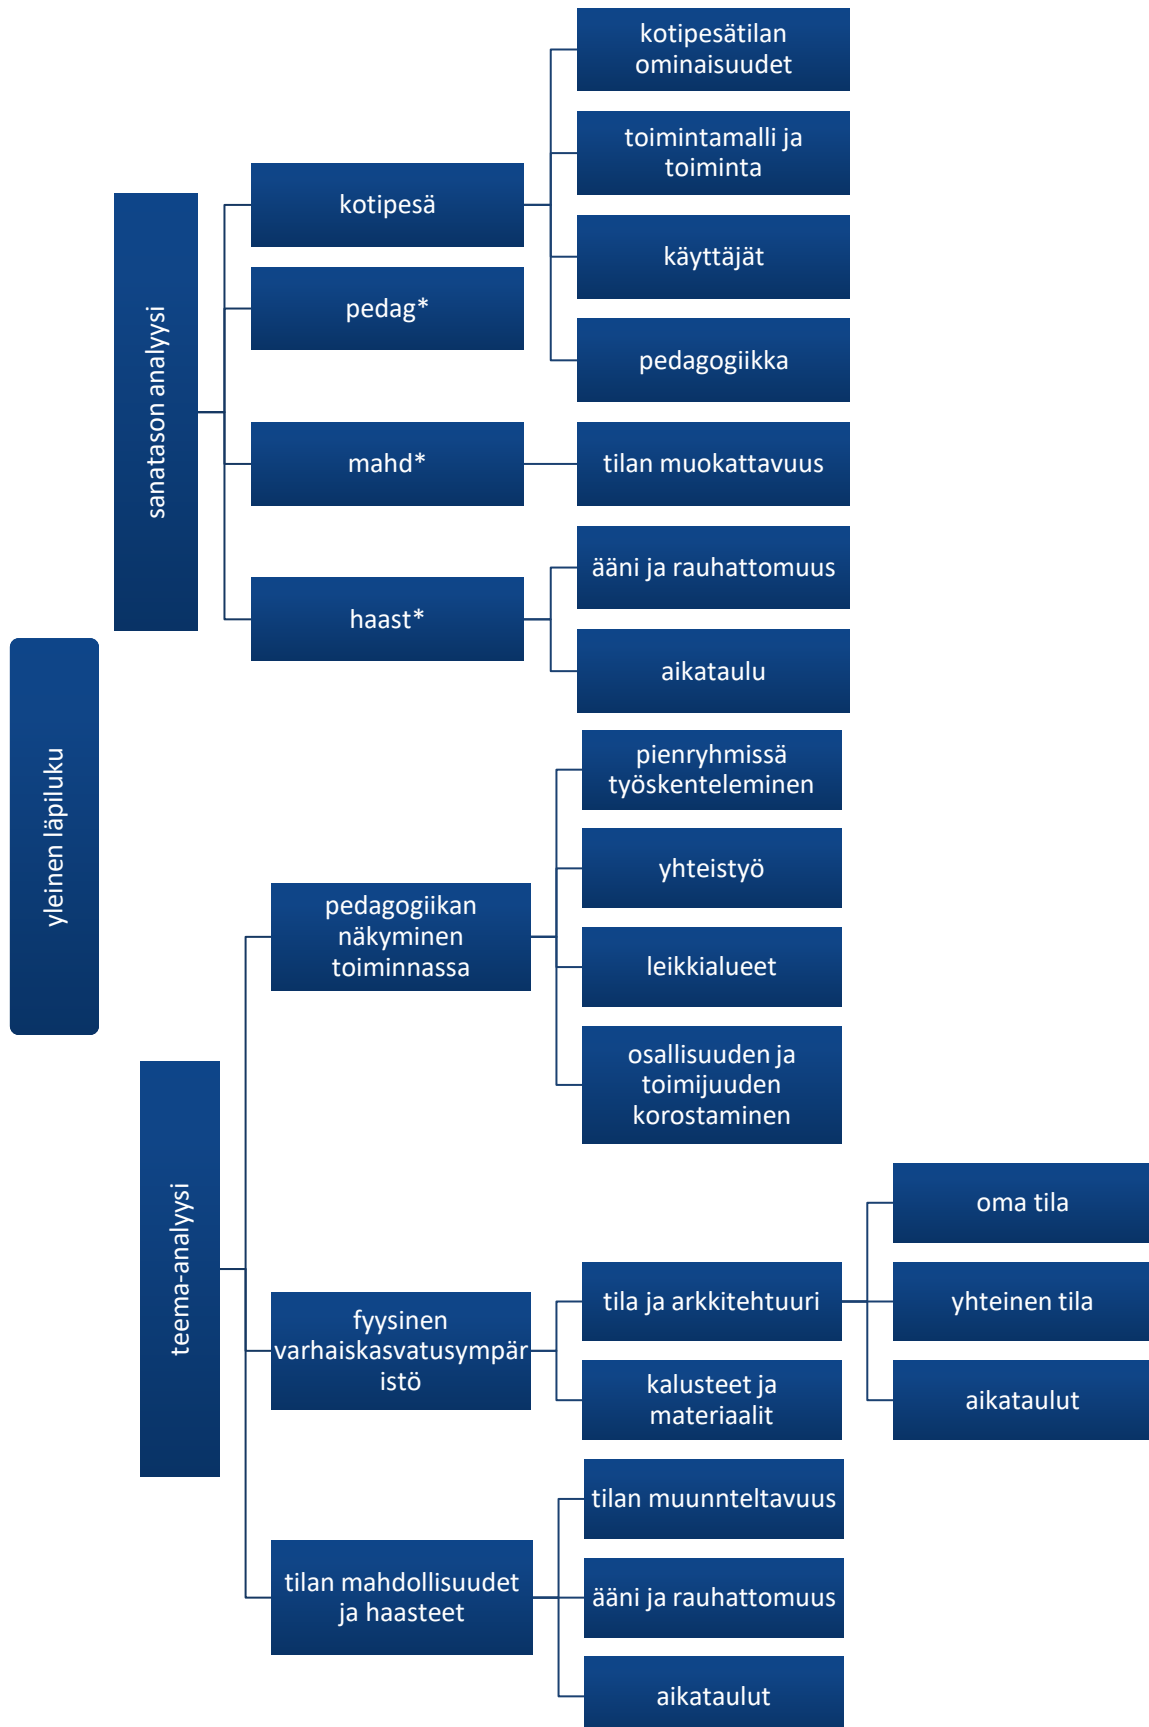 yleinen läpiluku
sanatason analyysi
kotipesä
kotipesätilan
ominaisuudet
toimintamalli ja
toiminta
käyttäjät
pedagogiikka
pedag*
mahd*
tilan muokattavuus
haast*
ääni ja rauhattomuus
aikataulu
teema-analyysi
pedagogiikan
näkyminen
toiminnassa
pienryhmissä
työskenteleminen
yhteistyö
leikkialueet
osallisuuden ja
toimijuuden
korostaminen
fyysinen
varhaiskasvatusympär
istö
tila ja arkkitehtuuri
oma tila
yhteinen tila
aikataulut
kalusteet ja
materiaalit
tilan mahdollisuudet
ja haasteet
tilan muunnteltavuus
ääni ja rauhattomuus
aikataulut